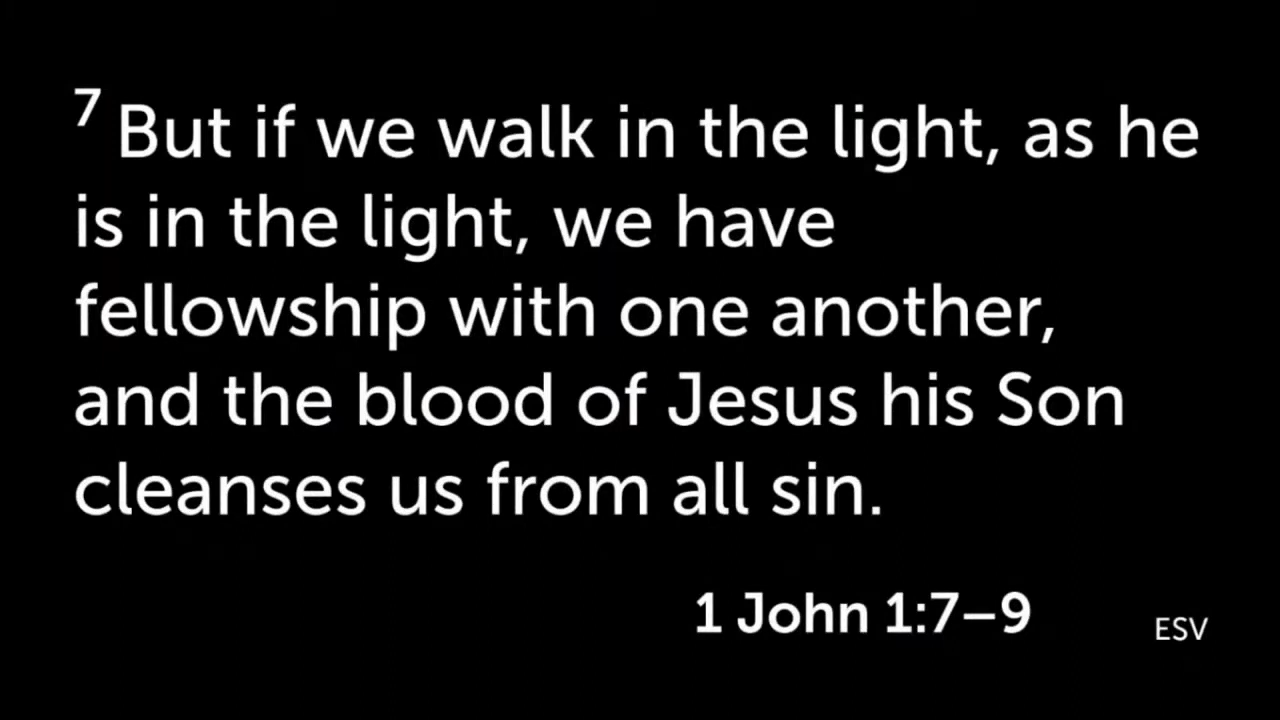 7 But if we walk in the light, as he
is in the light, we have
fellowship with one another,
and the blood of Jesus his Son
cleanses us from all sin.
1 John 1:7–9
ESV